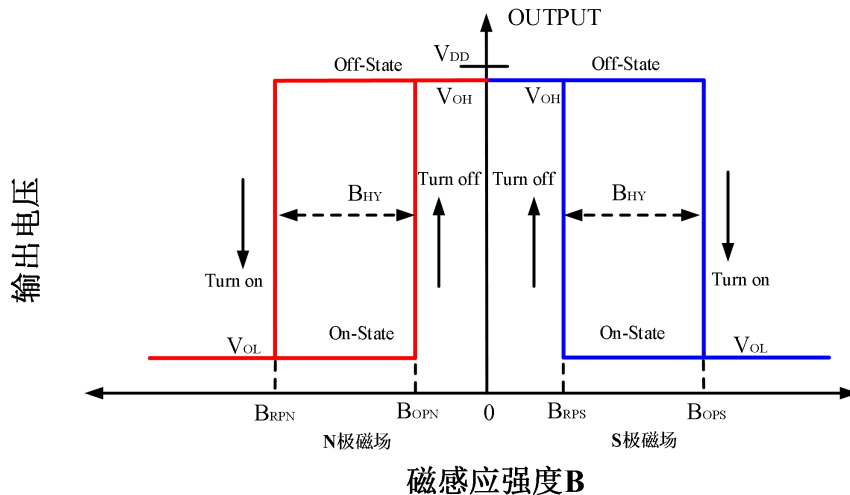 OUTPUT
VDD
Off-State
Off-State
VOH
VOH
Turn off
Turn off
BHY
BHY
Turn on
Turn on
On-State
On-State
VOL
VOL
BRPN
BOPN
0
BRPS
BOPS
N极磁场
S极磁场
输出电压
磁感应强度B